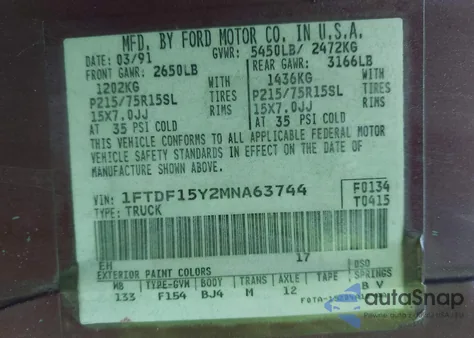 MFD. BY FORD MOTOR CO. IN U.S.A.
DATE: 03/91 GVWR: 5450LB/ 2472KG
FRONT GAWR: 2650LB REAR GAWR: 3166LB
1202KG WITH 1436KG WITH
P215/75R15SL TIRES P215/75R15SL TIRES
15X7.0JJ RIMS 15X7.0JJ RIMS
AT 35 PSI COLD AT 35 PSI COLD
THIS VEHICLE CONFORMS TO ALL APPLICABLE FEDERAL MOTOR
VEHICLE SAFETY STANDARDS IN EFFECT ON THE DATE OF
MANUFACTURE SHOWN ABOVE.
VIN: 1FTDF15Y2MNA63744 F0134
TYPE: TRUCK T0415
EH 17 DSO
EXTERIOR PAINT COLORS
WB TYPE-GVW BODY TRANS AXLE TAPE SPRINGS
133 F154 BJ4 M 12 B V
autoSnap